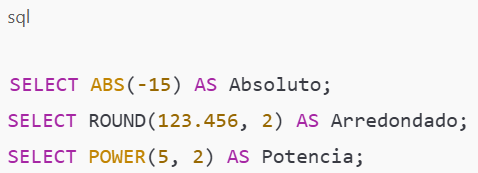 sql
SELECT ABS(-15) AS Absoluto;
SELECT ROUND(123.456, 2) AS Arredondado;
SELECT POWER(5, 2) AS Potencia;